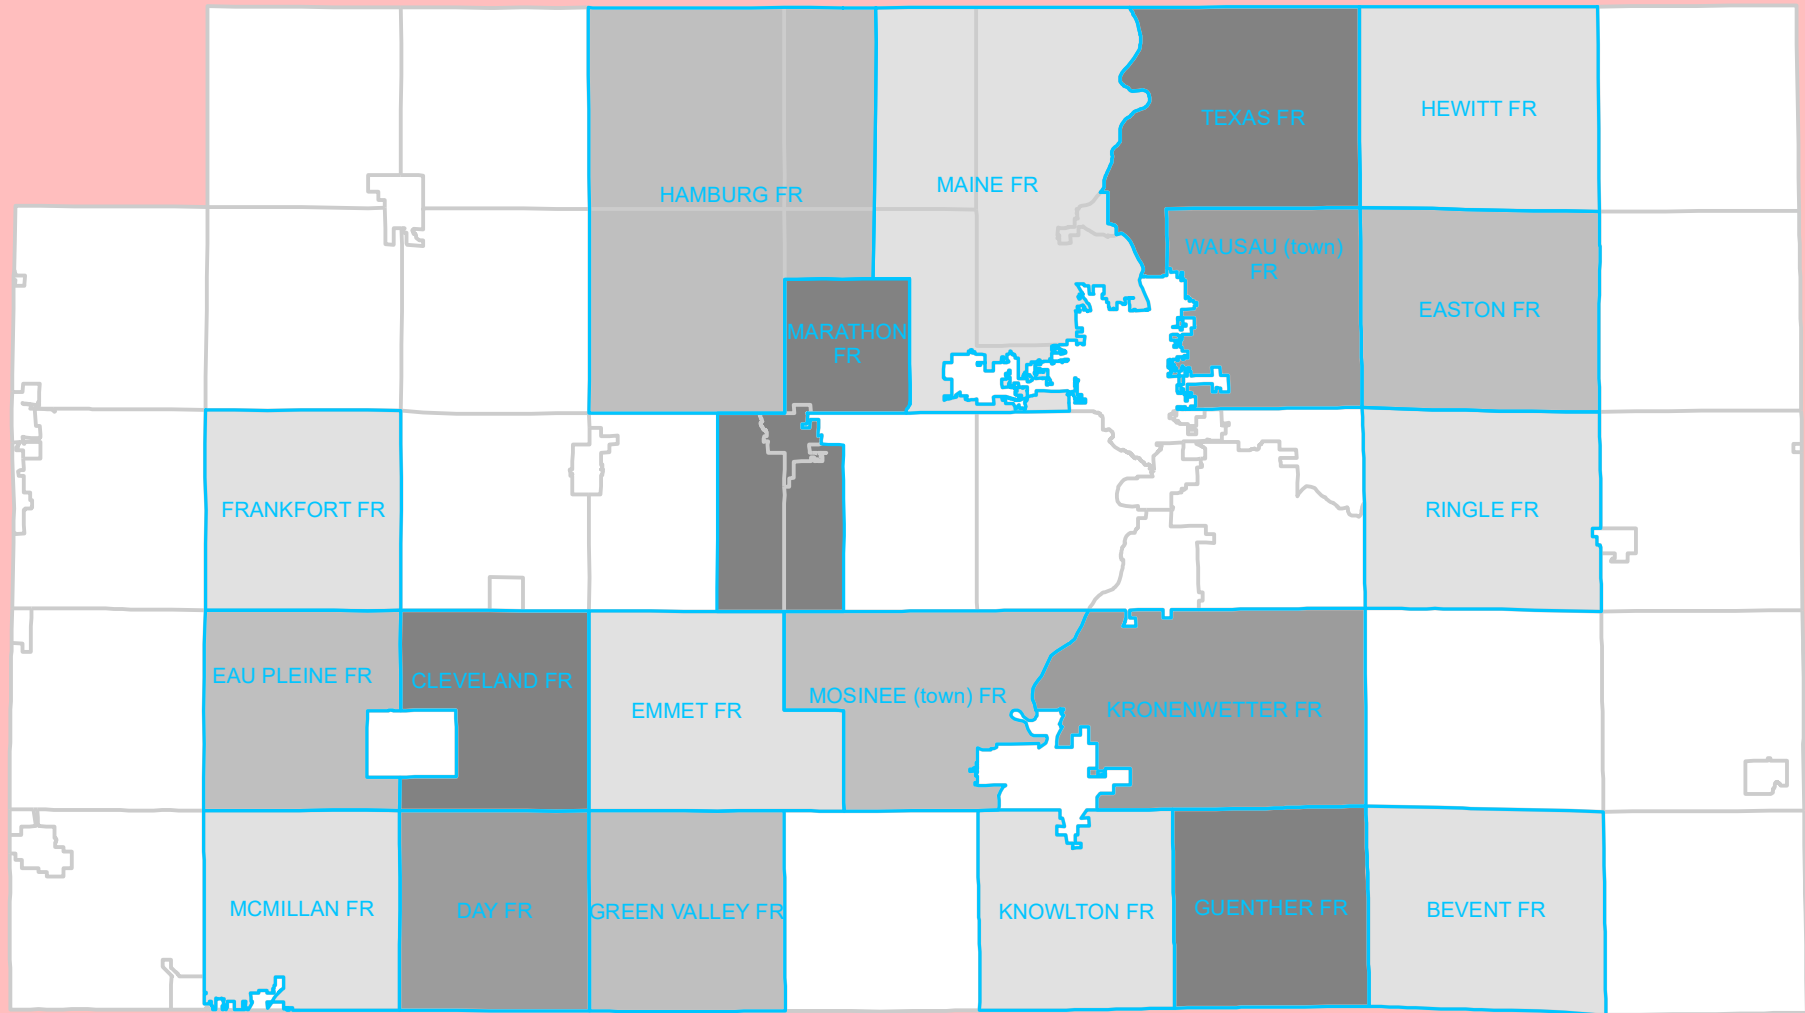 TEXAS FR
HEWITT FR
HAMBURG FR
MAINE FR
WAUSAU (town)
FR
EASTON FR
MARATHON
FR
FRANKFORT FR
RINGLE FR
EAU PLEINE FR
CLEVELAND FR
EMMET FR
MOSINEE (town) FR
KRONENWETTER FR
MCMILLAN FR
DAY FR
GREEN VALLEY FR
KNOWLTON FR
GUENTHER FR
BEVENT FR